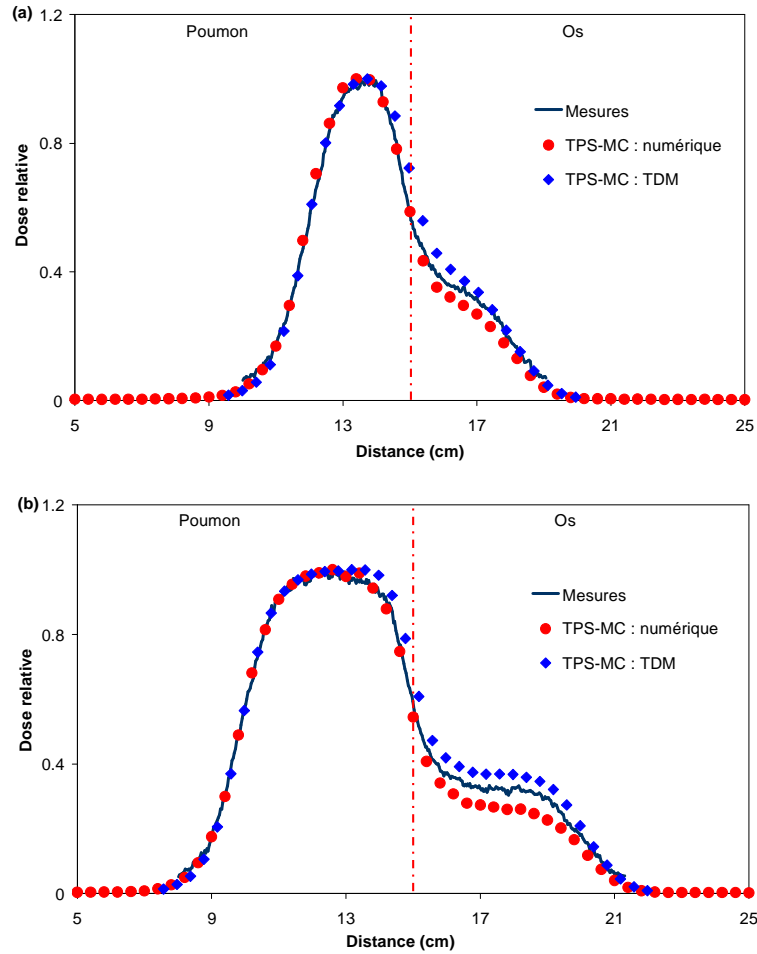 (a)
1.2
Poumon
Os
0.8
Mesures
TPS-MC : numérique
TPS-MC : TDM
Dose relative
0.4
0
5
9
13
17
21
25
Distance (cm)
(b)
1.2
Poumon
Os
0.8
Mesures
TPS-MC : numérique
TPS-MC : TDM
Dose relative
0.4
0
5
9
13
17
21
25
Distance (cm)